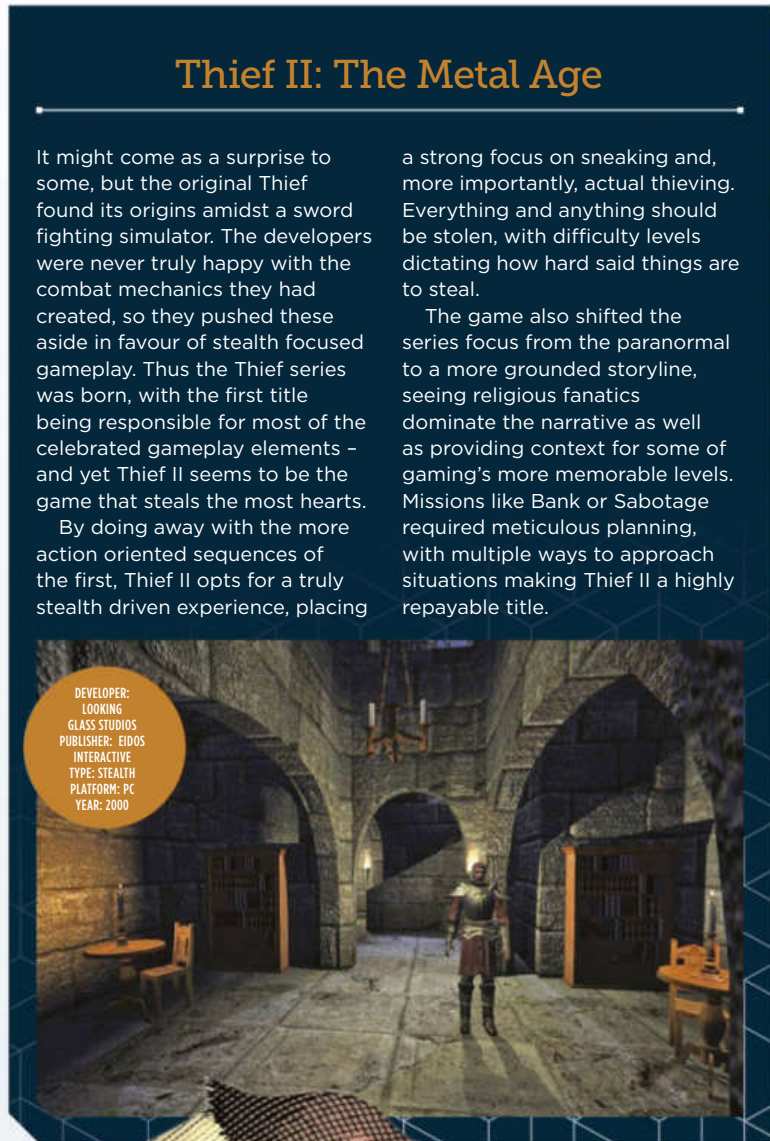 Thief II: The Metal Age
It might come as a surprise to
some, but the original Thief
found its origins amidst a sword
fighting simulator. The developers
were never truly happy with the
combat mechanics they had
created, so they pushed these
aside in favour of stealth focused
gameplay. Thus the Thief series
was born, with the first title
being responsible for most of the
celebrated gameplay elements –
and yet Thief II seems to be the
game that steals the most hearts.
By doing away with the more
action oriented sequences of
the first, Thief II opts for a truly
stealth driven experience, placing
a strong focus on sneaking and,
more importantly, actual thieving.
Everything and anything should
be stolen, with difficulty levels
dictating how hard said things are
to steal.
The game also shifted the
series focus from the paranormal
to a more grounded storyline,
seeing religious fanatics
dominate the narrative as well
as providing context for some of
gaming's more memorable levels.
Missions like Bank or Sabotage
required meticulous planning,
with multiple ways to approach
situations making Thief II a highly
repayable title.
DEVELOPER:
LOOKING
GLASS STUDIOS
PUBLISHER: EIDOS
INTERACTIVE
TYPE: STEALTH
PLATFORM: PC
YEAR: 2000